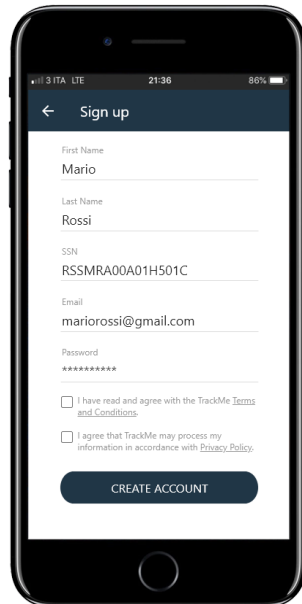 3 ITA LTE 21:36 86%
Sign up
First Name
Mario
Last Name
Rossi
SSN
RSSMRA00A01H501C
Email
mariorossi@gmail.com
Password
**********
I have read and agree with the TrackMe Terms
and Conditions.
I agree that TrackMe may process my
information in accordance with Privacy Policy.
CREATE ACCOUNT